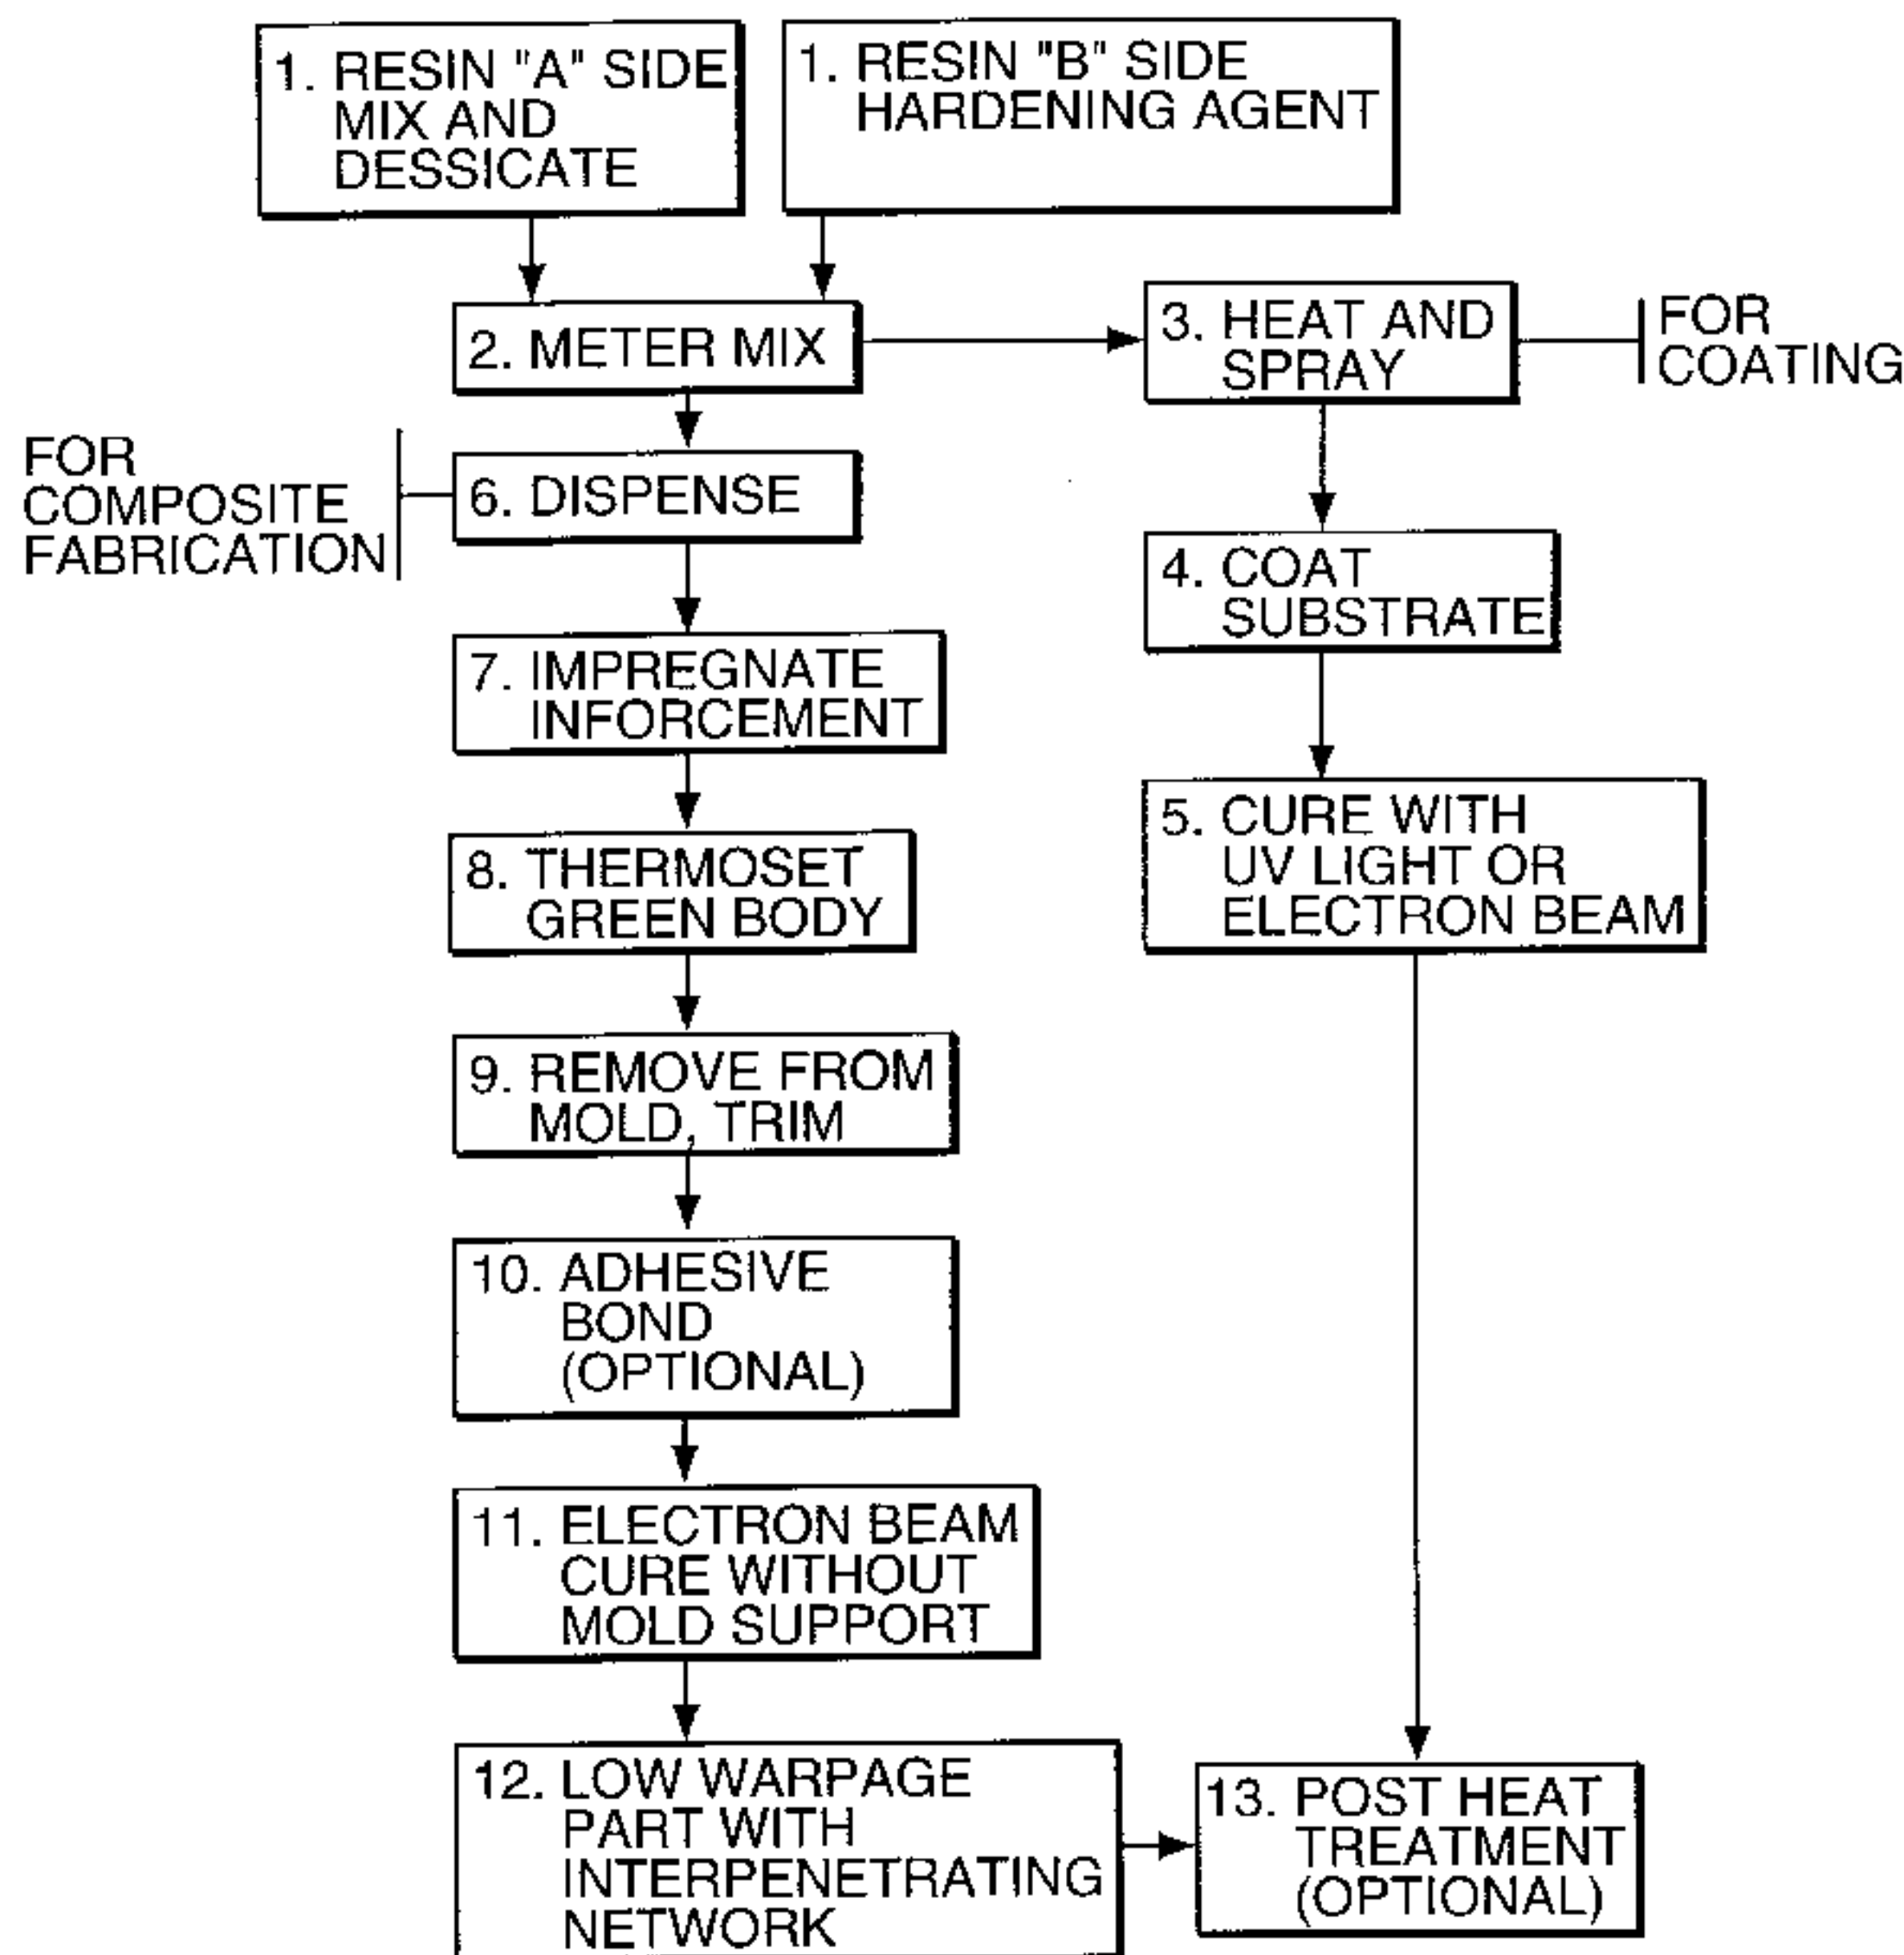 1. RESIN "A" SIDE
MIX AND
DESSICATE
1. RESIN "B" SIDE
HARDENING AGENT
2. METER MIX
3. HEAT AND
SPRAY
FOR
COATING
FOR
COMPOSITE
FABRICATION
6. DISPENSE
4. COAT
SUBSTRATE
7. IMPREGNATE
INFORCEMENT
5. CURE WITH
UV LIGHT OR
ELECTRON BEAM
8. THERMOSET
GREEN BODY
9. REMOVE FROM
MOLD, TRIM
10. ADHESIVE
BOND
(OPTIONAL)
11. ELECTRON BEAM
CURE WITHOUT
MOLD SUPPORT
12. LOW WARPAGE
PART WITH
INTERPENETRATING
NETWORK
13. POST HEAT
TREATMENT
(OPTIONAL)